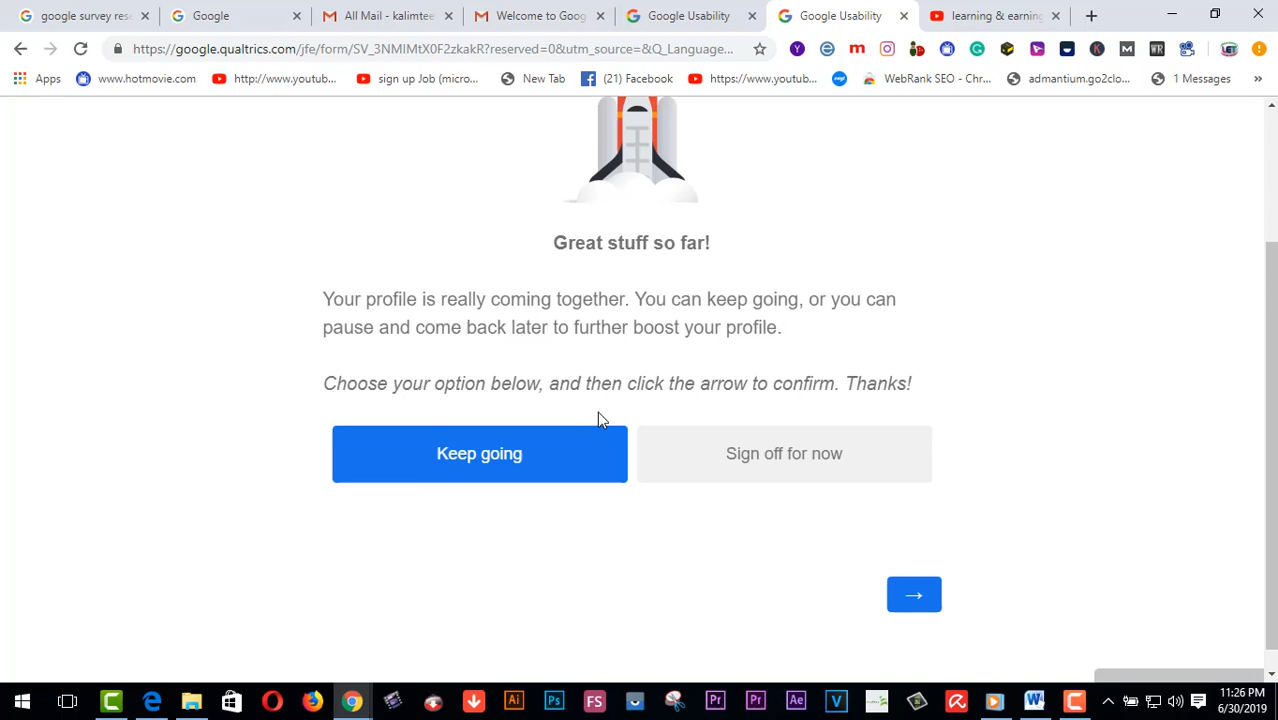 google survey res
Google
All Mail - kalimtee
Welcome to Goog
Google Usability
Google Usability
learning & earning
https://google.qualtrics.com/jfe/form/SV_3NMIMtX0F2zkakR?reserved=0&utm_source=&Q_Language...
Apps
www.hotmovie.com
http://www.youtub...
sign up Job (micro...
New Tab
(21) Facebook
https://www.youtub...
WebRank SEO - Chr...
admantium.go2clo...
1 Messages
»
Great stuff so far!
Your profile is really coming together. You can keep going, or you can
pause and come back later to further boost your profile.
Choose your option below, and then click the arrow to confirm. Thanks!
Keep going
Sign off for now
→
11:26 PM
6/30/2019